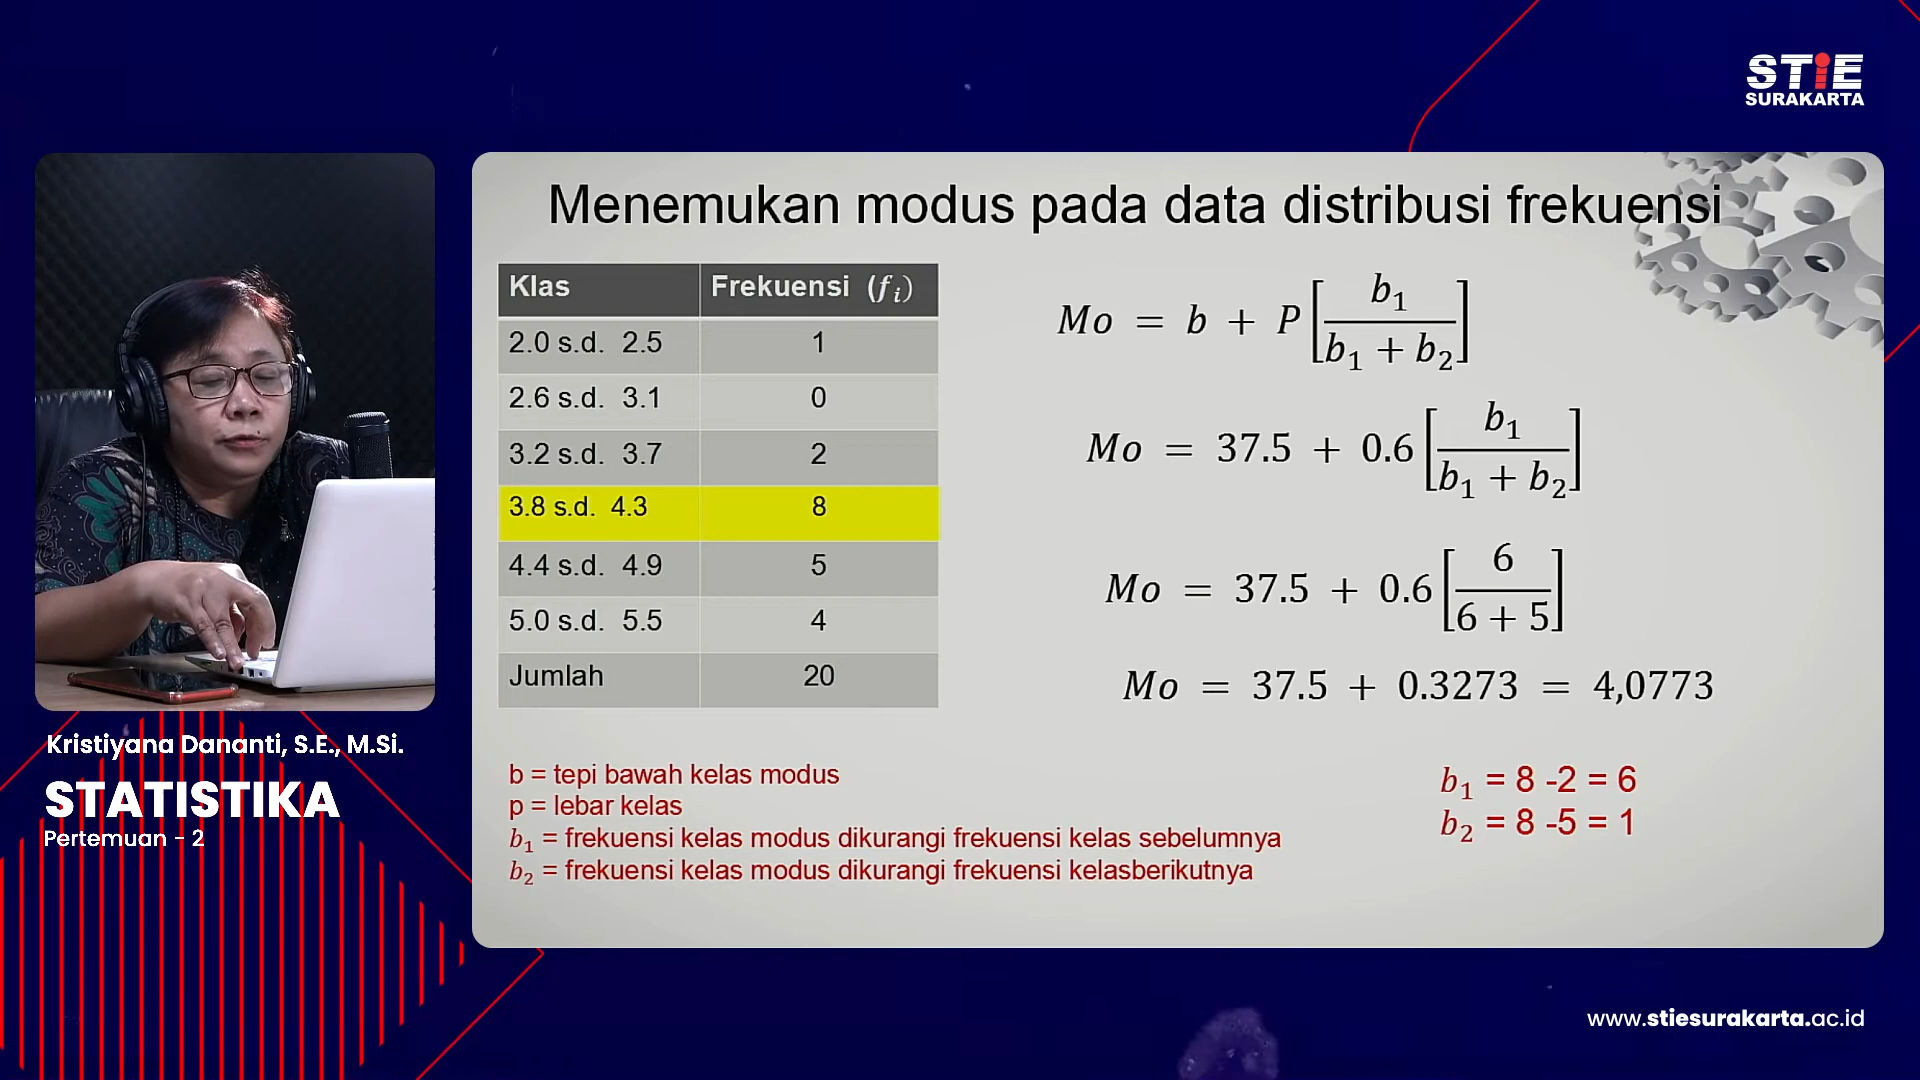 STiE
SURAKARTA
Menemukan modus pada data distribusi frekuensi
Klas Frekuensi (fᵢ)
2.0 s.d. 2.5 1
2.6 s.d. 3.1 0
3.2 s.d. 3.7 2
3.8 s.d. 4.3 8
4.4 s.d. 4.9 5
5.0 s.d. 5.5 4
Jumlah 20
Mo = b + P[b₁ / (b₁ + b₂)]
Mo = 37.5 + 0.6[b₁ / (b₁ + b₂)]
Mo = 37.5 + 0.6[6 / (6 + 5)]
Mo = 37.5 + 0.3273 = 4,0773
b = tepi bawah kelas modus
p = lebar kelas
b₁ = frekuensi kelas modus dikurangi frekuensi kelas sebelumnya
b₂ = frekuensi kelas modus dikurangi frekuensi kelasberikutnya
b₁ = 8 -2 = 6
b₂ = 8 -5 = 1
Kristiyana Dananti, S.E., M.Si.
STATISTIKA
Pertemuan - 2
www.stiesurakarta.ac.id